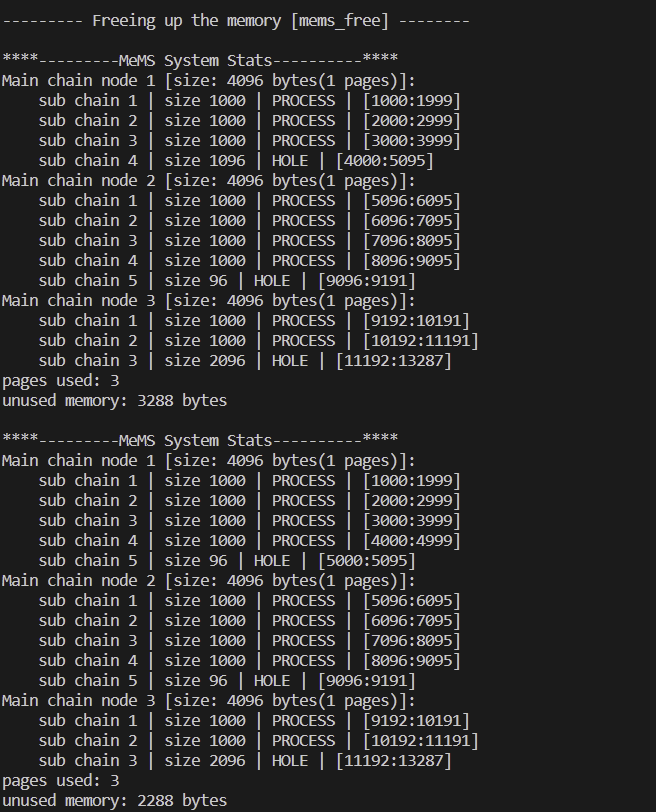 --------- Freeing up the memory [mems_free] --------
****---------MeMS System Stats----------****
Main chain node 1 [size: 4096 bytes(1 pages)]:
    sub chain 1 | size 1000 | PROCESS | [1000:1999]
    sub chain 2 | size 1000 | PROCESS | [2000:2999]
    sub chain 3 | size 1000 | PROCESS | [3000:3999]
    sub chain 4 | size 1096 | HOLE | [4000:5095]
Main chain node 2 [size: 4096 bytes(1 pages)]:
    sub chain 1 | size 1000 | PROCESS | [5096:6095]
    sub chain 2 | size 1000 | PROCESS | [6096:7095]
    sub chain 3 | size 1000 | PROCESS | [7096:8095]
    sub chain 4 | size 1000 | PROCESS | [8096:9095]
    sub chain 5 | size 96 | HOLE | [9096:9191]
Main chain node 3 [size: 4096 bytes(1 pages)]:
    sub chain 1 | size 1000 | PROCESS | [9192:10191]
    sub chain 2 | size 1000 | PROCESS | [10192:11191]
    sub chain 3 | size 2096 | HOLE | [11192:13287]
pages used: 3
unused memory: 3288 bytes
****---------MeMS System Stats----------****
Main chain node 1 [size: 4096 bytes(1 pages)]:
    sub chain 1 | size 1000 | PROCESS | [1000:1999]
    sub chain 2 | size 1000 | PROCESS | [2000:2999]
    sub chain 3 | size 1000 | PROCESS | [3000:3999]
    sub chain 4 | size 1000 | PROCESS | [4000:4999]
    sub chain 5 | size 96 | HOLE | [5000:5095]
Main chain node 2 [size: 4096 bytes(1 pages)]:
    sub chain 1 | size 1000 | PROCESS | [5096:6095]
    sub chain 2 | size 1000 | PROCESS | [6096:7095]
    sub chain 3 | size 1000 | PROCESS | [7096:8095]
    sub chain 4 | size 1000 | PROCESS | [8096:9095]
    sub chain 5 | size 96 | HOLE | [9096:9191]
Main chain node 3 [size: 4096 bytes(1 pages)]:
    sub chain 1 | size 1000 | PROCESS | [9192:10191]
    sub chain 2 | size 1000 | PROCESS | [10192:11191]
    sub chain 3 | size 2096 | HOLE | [11192:13287]
pages used: 3
unused memory: 2288 bytes